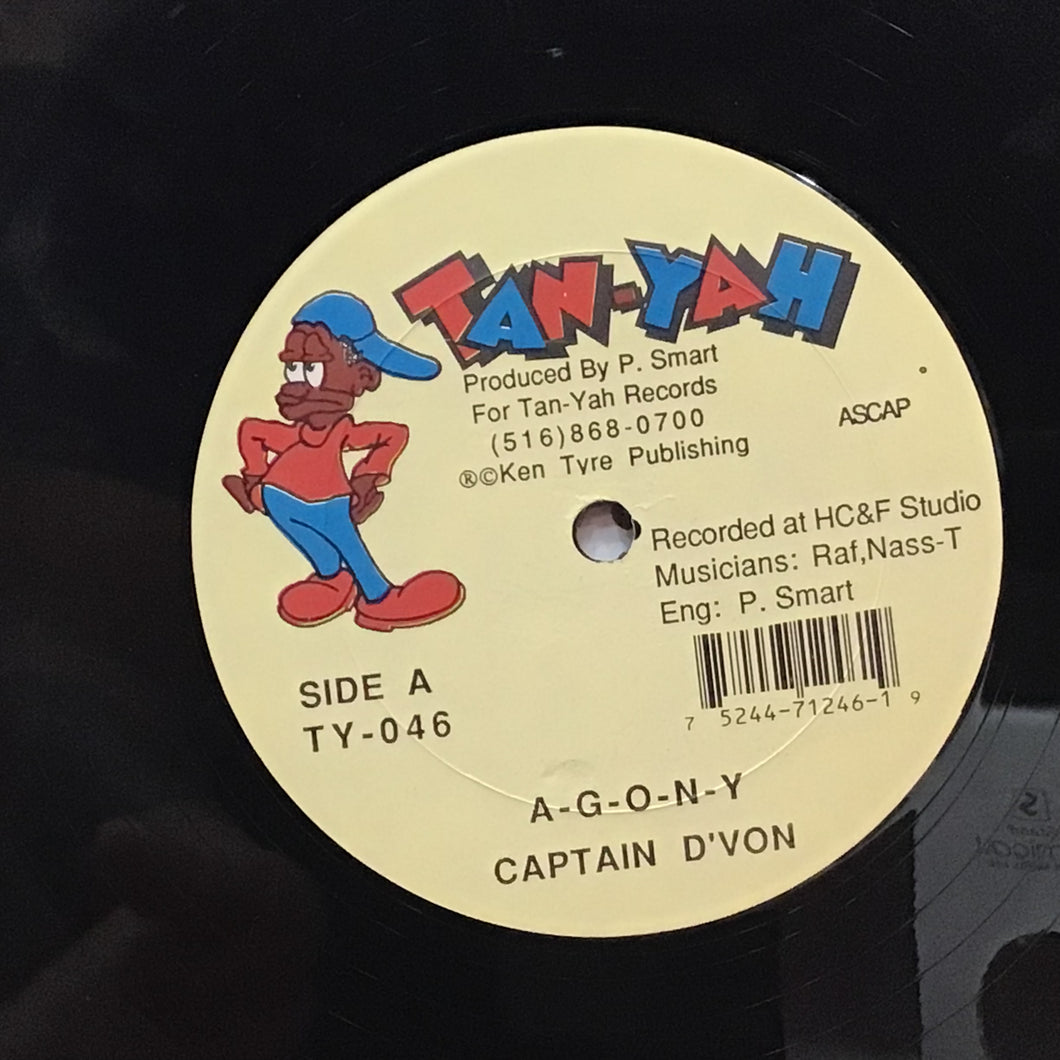 TAN-YAH
Produced By P. Smart
For Tan-Yah Records
(516)868-0700
®©Ken Tyre Publishing
ASCAP
Recorded at HC&F Studio
Musicians: Raf,Nass-T
Eng: P. Smart
7 5244-71246-1 9
SIDE A
TY-046
A-G-O-N-Y
CAPTAIN D'VON